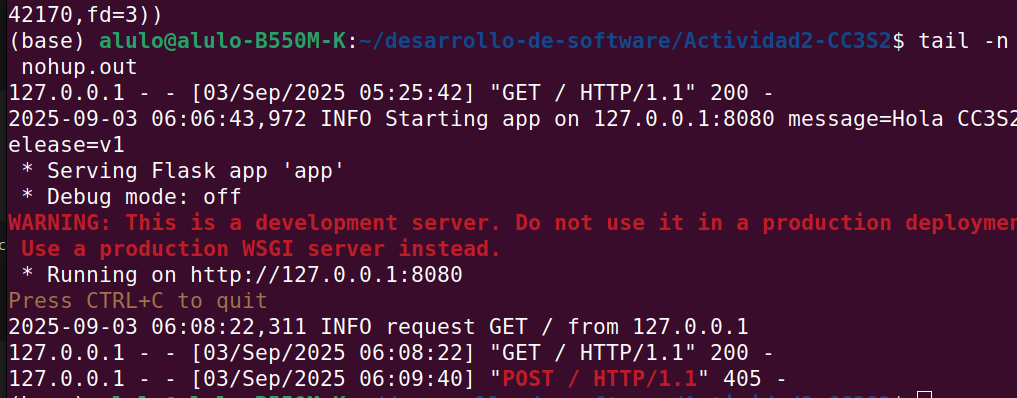 42170,fd=3))
(base) alulo@alulo-B550M-K:~/desarrollo-de-software/Actividad2-CC3S2$ tail -n
 nohup.out
127.0.0.1 - - [03/Sep/2025 05:25:42] "GET / HTTP/1.1" 200 -
2025-09-03 06:06:43,972 INFO Starting app on 127.0.0.1:8080 message=Hola CC3S2
elease=v1
 * Serving Flask app 'app'
 * Debug mode: off
WARNING: This is a development server. Do not use it in a production deploymen
 Use a production WSGI server instead.
 * Running on http://127.0.0.1:8080
Press CTRL+C to quit
2025-09-03 06:08:22,311 INFO request GET / from 127.0.0.1
127.0.0.1 - - [03/Sep/2025 06:08:22] "GET / HTTP/1.1" 200 -
127.0.0.1 - - [03/Sep/2025 06:09:40] "POST / HTTP/1.1" 405 -